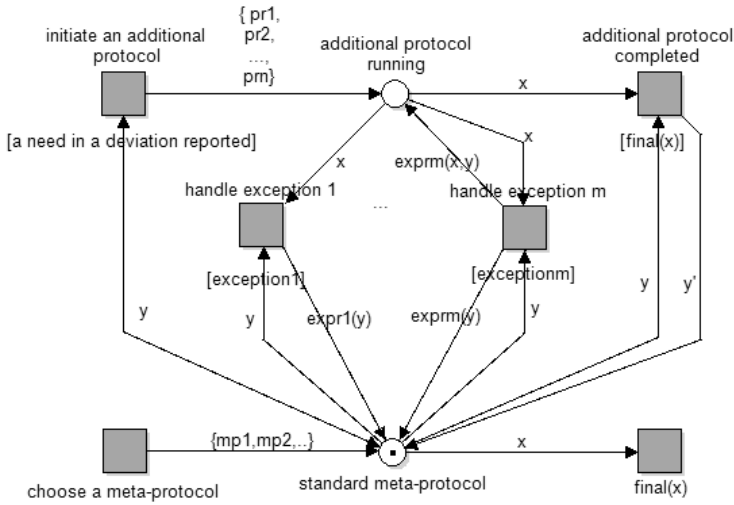 initiate an additional
protocol
{ pr1,
pr2,
...,
prn}
additional protocol
running
additional protocol
completed
x
[a need in a deviation reported]
[final(x)]
x
exprm(x,y)
x
handle exception 1
...
handle exception m
[exception1]
[exceptionm]
y
y
expr1(y)
exprm(y)
y
y
y'
{mp1,mp2,..}
x
choose a meta-protocol
standard meta-protocol
final(x)